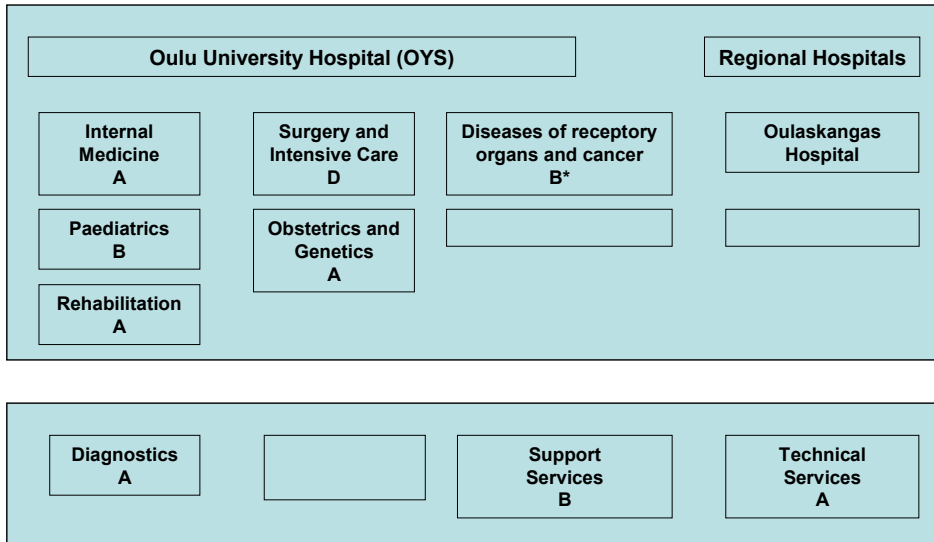 Oulu University Hospital (OYS)
Regional Hospitals
Internal
Medicine
A
Surgery and
Intensive Care
D
Diseases of receptory
organs and cancer
B*
Oulaskangas
Hospital
Paediatrics
B
Obstetrics and
Genetics
A
Rehabilitation
A
Diagnostics
A
Support
Services
B
Technical
Services
A